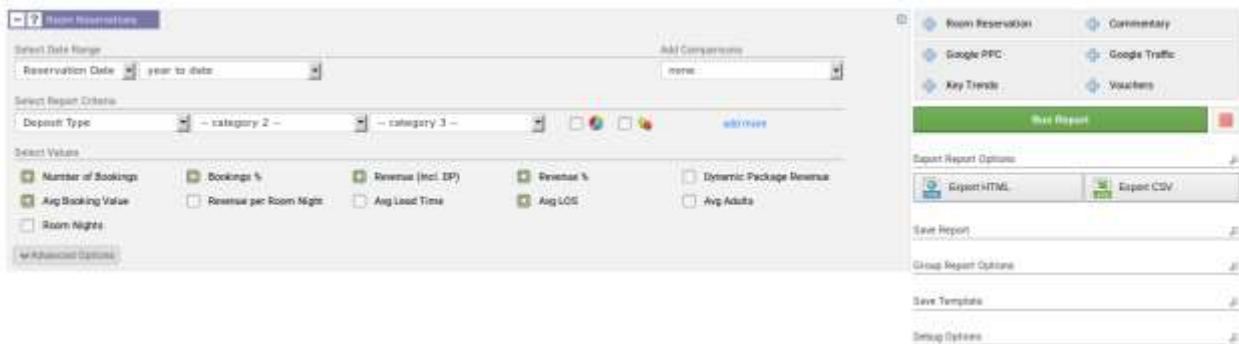 Room Reservations
Select Date Range
Add Comparisons
Reservation Date year to date none
Select Report Criteria
Deposit Type -- category 2 -- -- category 3 -- add more
Select Values
Number of Bookings Bookings % Revenue (Incl. DP) Revenue % Dynamic Package Revenue
Avg Booking Value Revenue per Room Night Avg Lead Time Avg LOS Avg Adults
Room Nights
Advanced Options
Room Reservation Commentary
Google PPC Google Traffic
Key Trends Vouchers
Run Report
Export Report Options
Export HTML Export CSV
Save Report
Group Report Options
Save Template
Debug Options